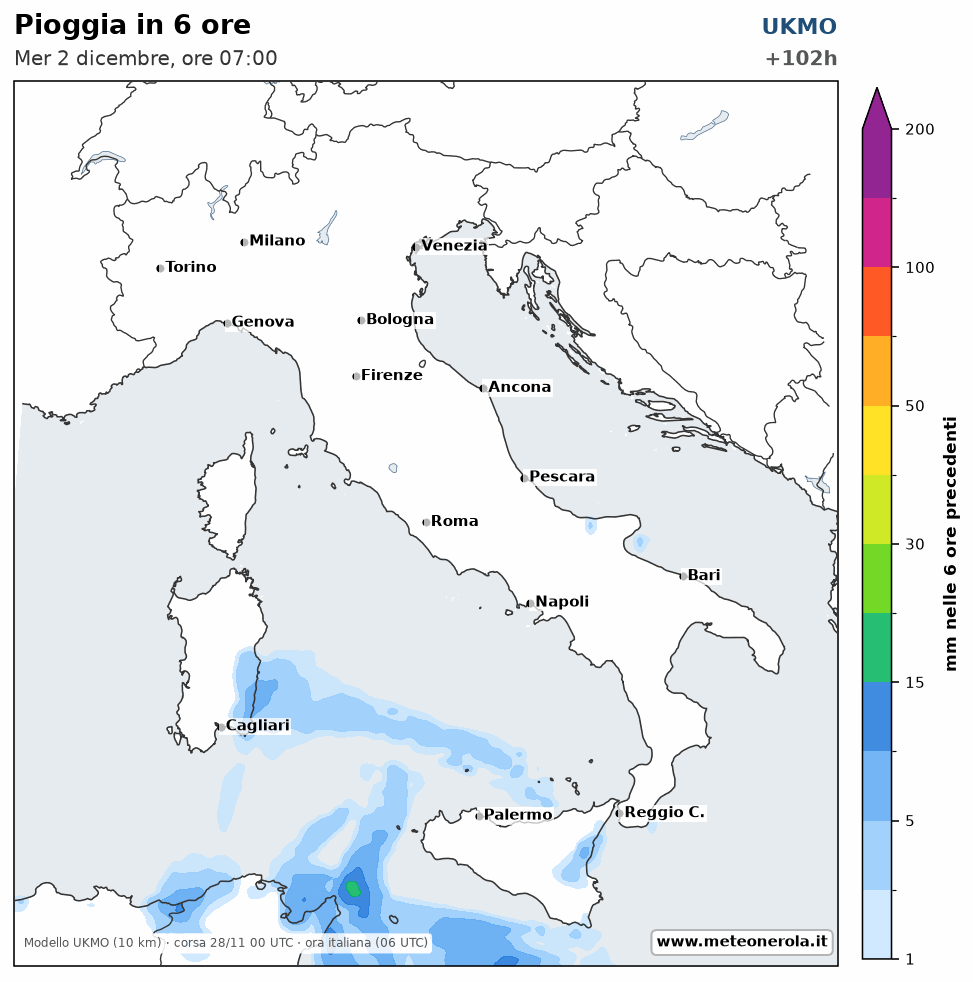 Pioggia in 6 ore
UKMO
Mer 2 dicembre, ore 07:00
+102h
Milano
Venezia
Torino
Genova
Bologna
Firenze
Ancona
Pescara
Roma
Bari
Napoli
Cagliari
Palermo
Reggio C.
Modello UKMO (10 km) · corsa 28/11 00 UTC · ora italiana (06 UTC)
www.meteonerola.it
200
100
50
30
15
5
1
mm nelle 6 ore precedenti